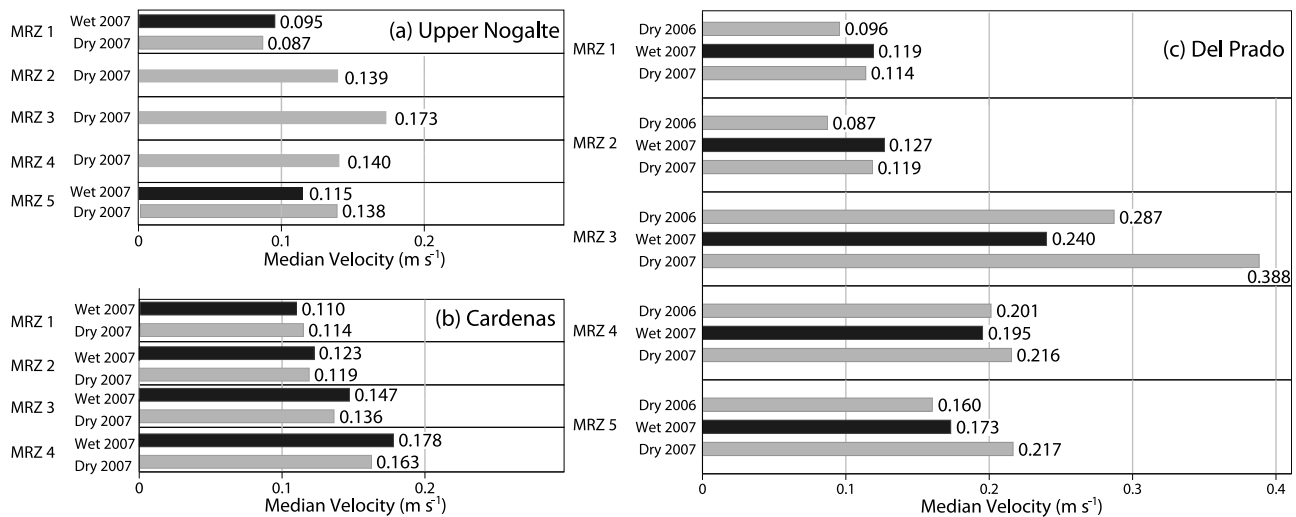 (a) Upper Nogalte
MRZ 1
Wet 2007 0.095
Dry 2007 0.087
MRZ 2 Dry 2007 0.139
MRZ 3 Dry 2007 0.173
MRZ 4 Dry 2007 0.140
MRZ 5
Wet 2007 0.115
Dry 2007 0.138
0 0.1 0.2
Median Velocity (m s⁻¹)
(b) Cardenas
MRZ 1
Wet 2007 0.110
Dry 2007 0.114
MRZ 2
Wet 2007 0.123
Dry 2007 0.119
MRZ 3
Wet 2007 0.147
Dry 2007 0.136
MRZ 4
Wet 2007 0.178
Dry 2007 0.163
0 0.1 0.2
Median Velocity (m s⁻¹)
(c) Del Prado
MRZ 1
Dry 2006 0.096
Wet 2007 0.119
Dry 2007 0.114
MRZ 2
Dry 2006 0.087
Wet 2007 0.127
Dry 2007 0.119
MRZ 3
Dry 2006 0.287
Wet 2007 0.240
Dry 2007 0.388
MRZ 4
Dry 2006 0.201
Wet 2007 0.195
Dry 2007 0.216
MRZ 5
Dry 2006 0.160
Wet 2007 0.173
Dry 2007 0.217
0 0.1 0.2 0.3 0.4
Median Velocity (m s⁻¹)